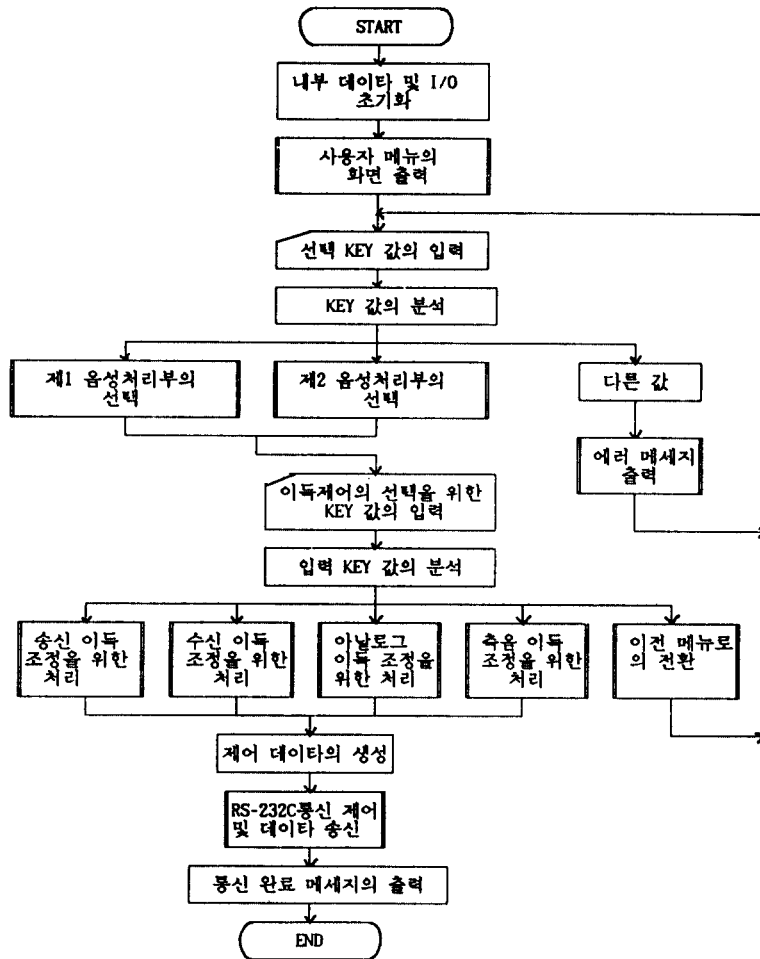 START
내부 데이타 및 I/O
초기화
사용자 메뉴의
화면 출력
선택 KEY 값의 입력
KEY 값의 분석
제1 음성처리부의
선택
제2 음성처리부의
선택
다른 값
에러 메세지
출력
이득제어의 선택을 위한
KEY 값의 입력
입력 KEY 값의 분석
송신 이득
조정을 위한
처리
수신 이득
조정을 위한
처리
아날로그
이득 조정을
위한 처리
측음 이득
조정을 위한
처리
이전 메뉴로
의 전환
제어 데이타의 생성
RS-232C통신 제어
및 데이타 송신
통신 완료 메세지의 출력
END